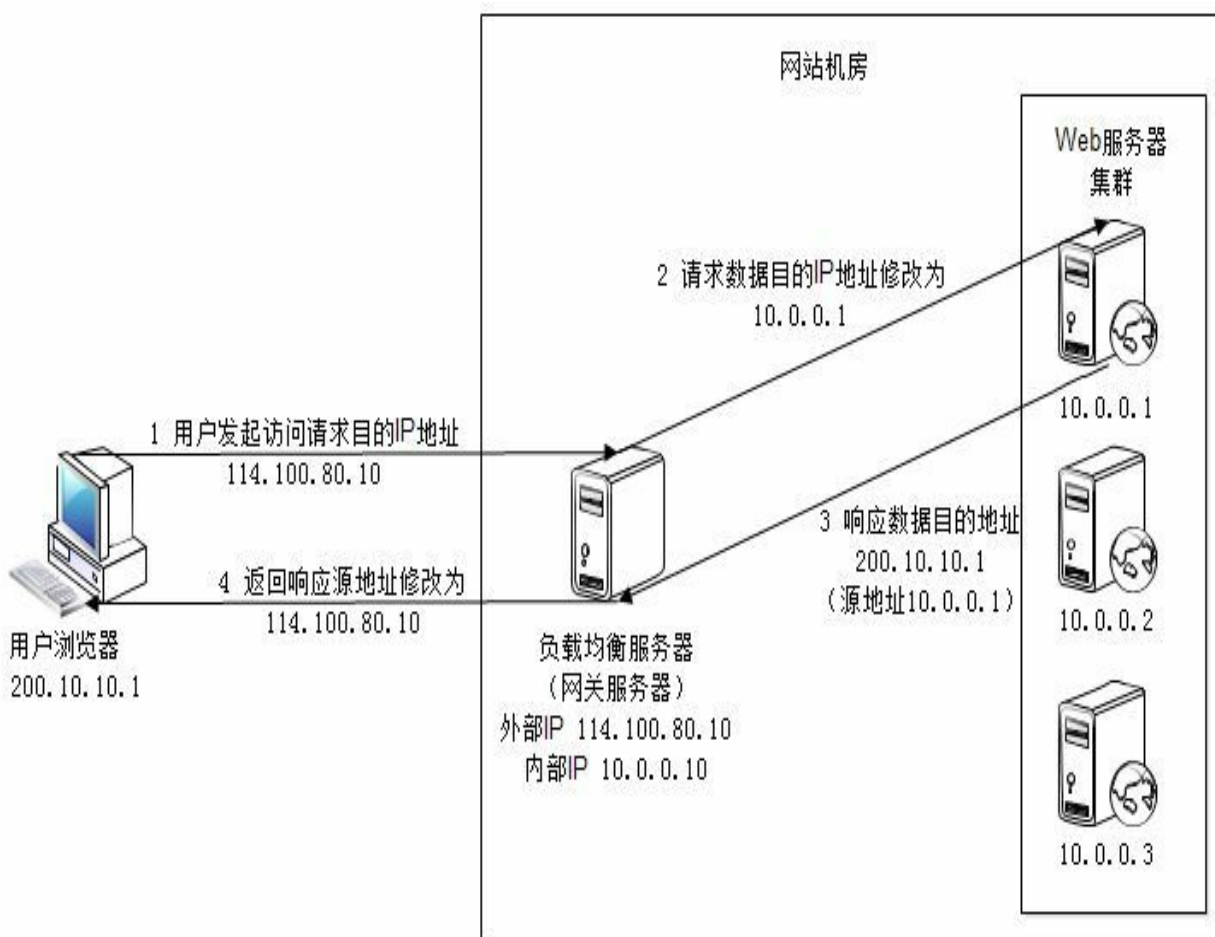 网站机房
Web服务器
集群
2 请求数据目的IP地址修改为
10.0.0.1
10.0.0.1
1 用户发起访问请求目的IP地址
114.100.80.10
3 响应数据目的地址
200.10.10.1
（源地址10.0.0.1）
4 返回响应源地址修改为
114.100.80.10
10.0.0.2
用户浏览器
200.10.10.1
负载均衡服务器
（网关服务器）
外部IP 114.100.80.10
内部IP 10.0.0.10
10.0.0.3